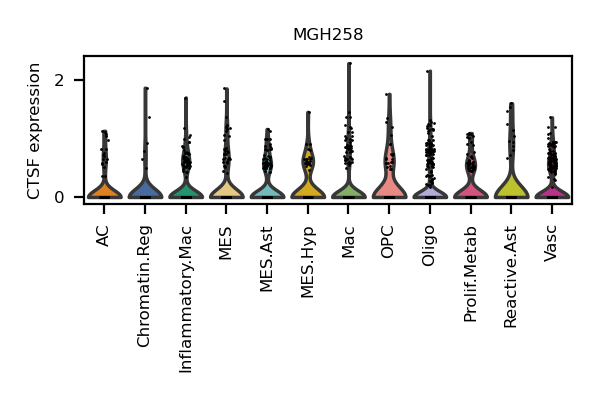 MGH258
CTSF expression
2
0
AC
Chromatin.Reg
Inflammatory.Mac
MES
MES.Ast
MES.Hyp
Mac
OPC
Oligo
Prolif.Metab
Reactive.Ast
Vasc